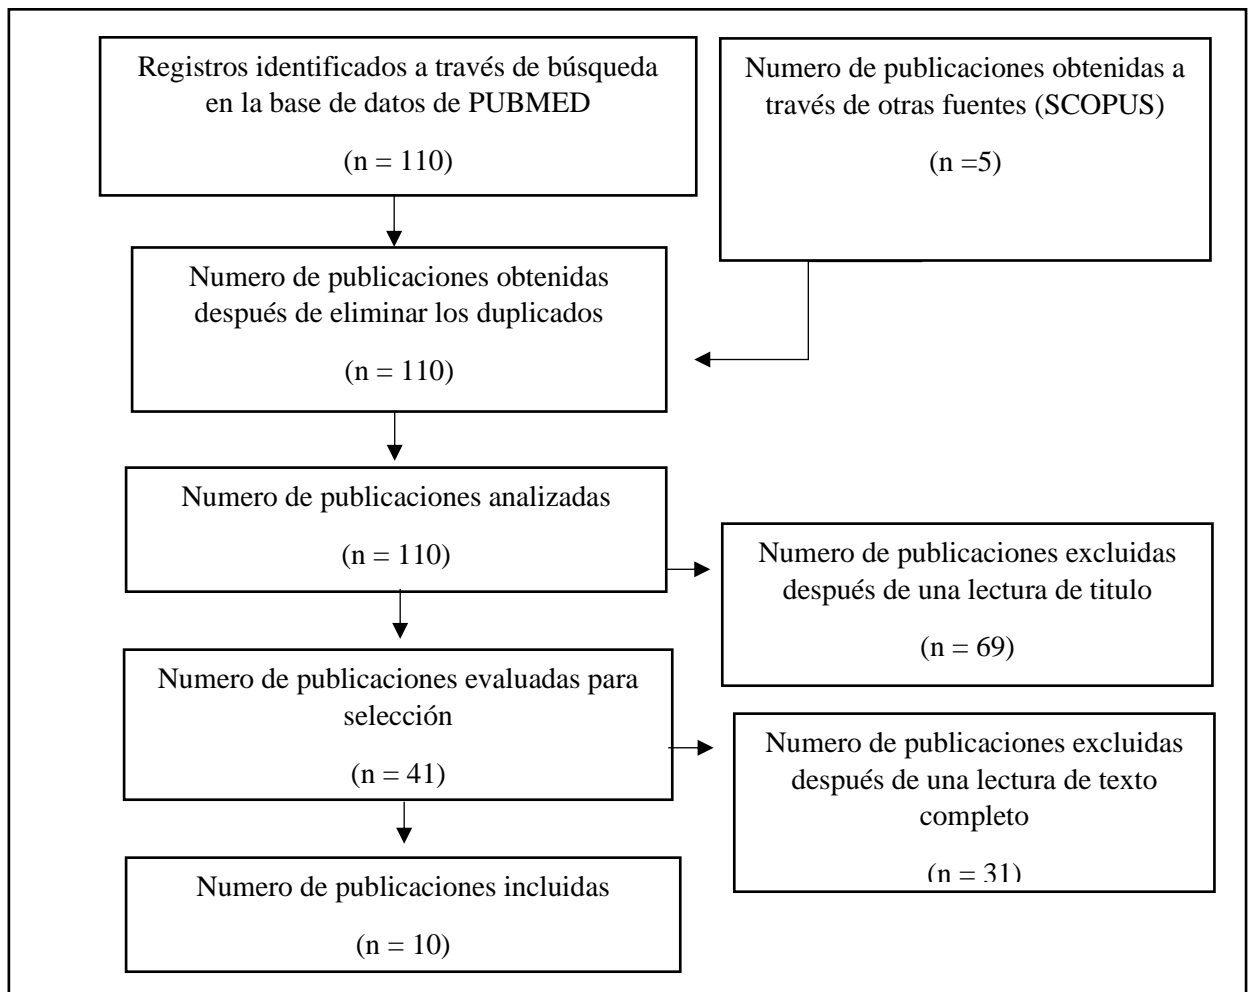 Registros identificados a través de búsqueda
en la base de datos de PUBMED
(n = 110)
Numero de publicaciones obtenidas a
través de otras fuentes (SCOPUS)
(n =5)
Numero de publicaciones obtenidas
después de eliminar los duplicados
(n = 110)
Numero de publicaciones analizadas
(n = 110)
Numero de publicaciones excluidas
después de una lectura de titulo
(n = 69)
Numero de publicaciones evaluadas para
selección
(n = 41)
Numero de publicaciones excluidas
después de una lectura de texto
completo
(n = 31)
Numero de publicaciones incluidas
(n = 10)